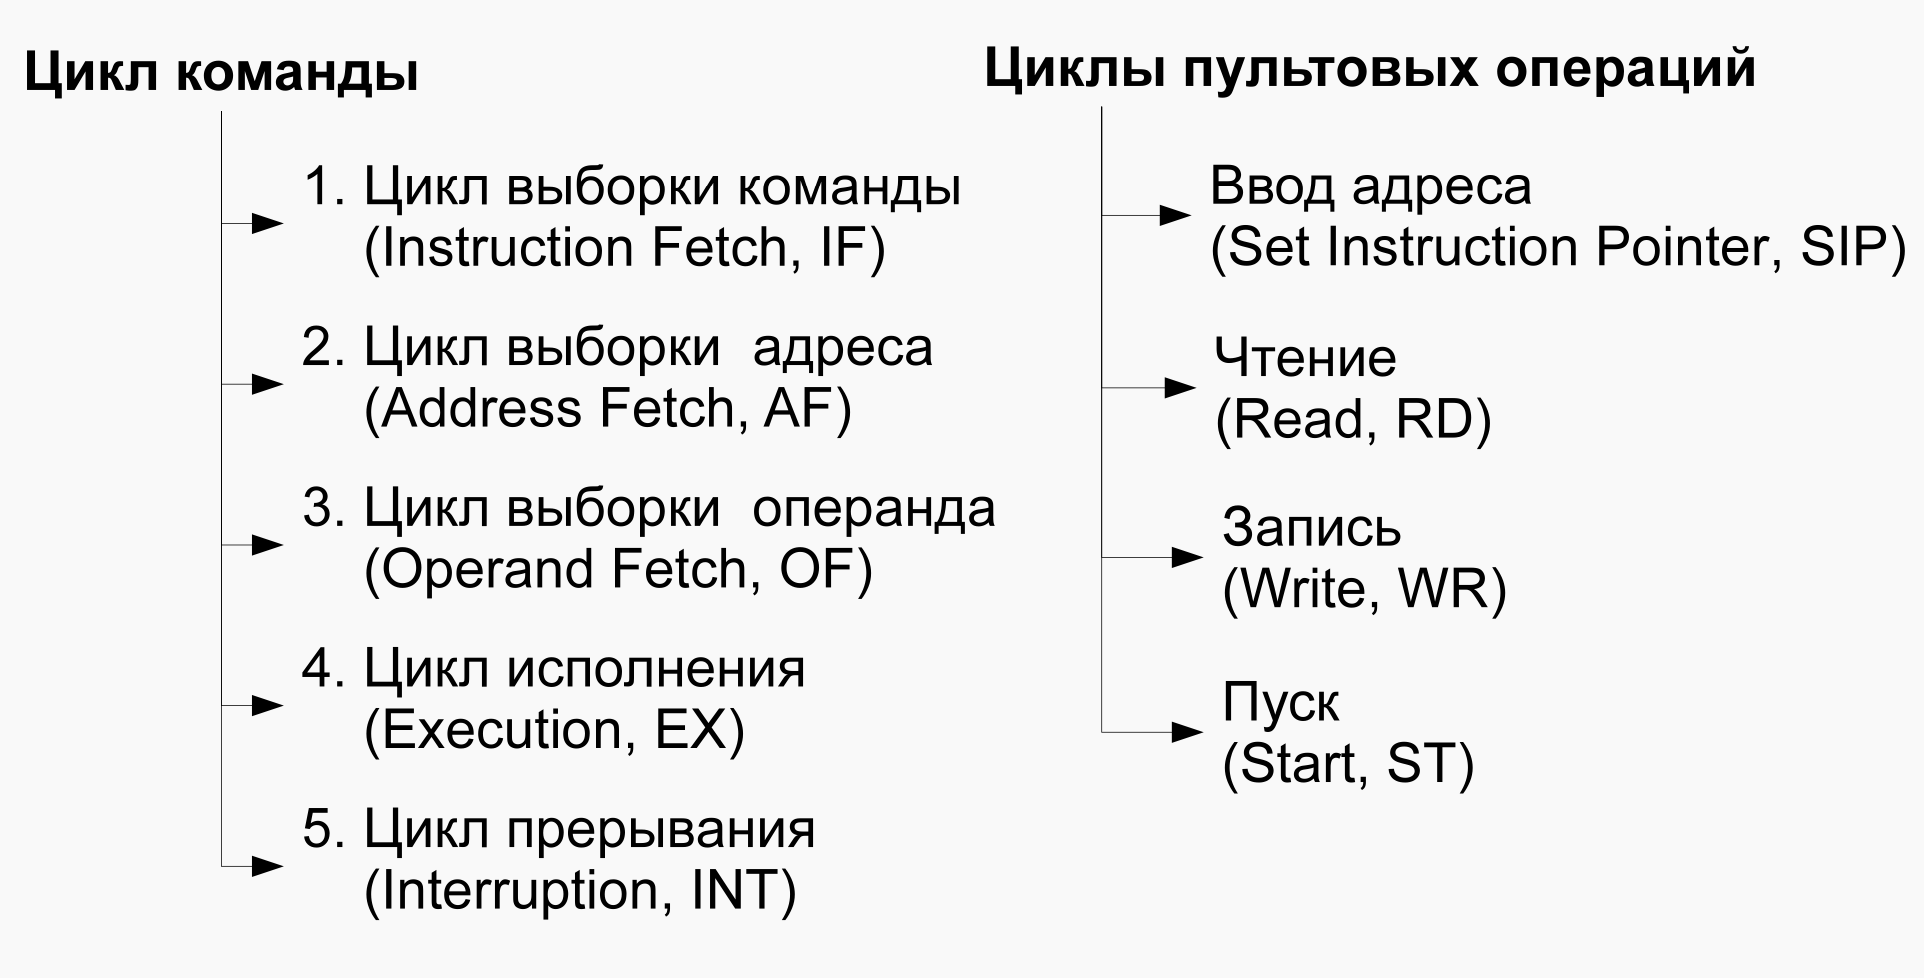 Цикл команды
1. Цикл выборки команды
(Instruction Fetch, IF)
2. Цикл выборки  адреса
(Address Fetch, AF)
3. Цикл выборки  операнда
(Operand Fetch, OF)
4. Цикл исполнения
(Execution, EX)
5. Цикл прерывания
(Interruption, INT)
Циклы пультовых операций
Ввод адреса
(Set Instruction Pointer, SIP)
Чтение
(Read, RD)
Запись
(Write, WR)
Пуск
(Start, ST)